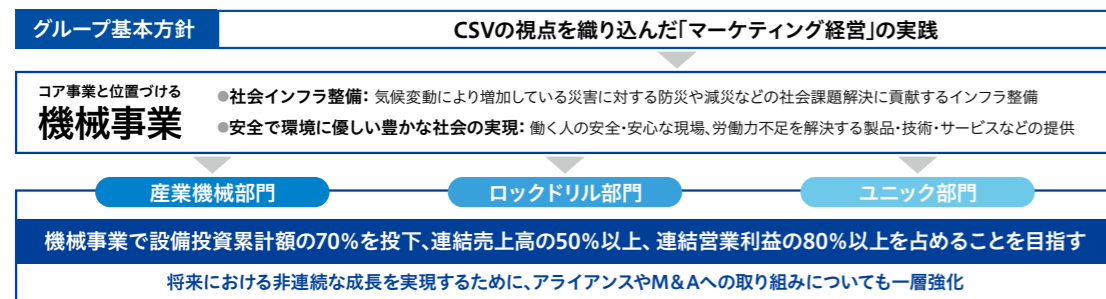 グループ基本方針
CSVの視点を織り込んだ「マーケティング経営」の実践
コア事業と位置づける
機械事業
●社会インフラ整備：気候変動により増加している災害に対する防災や減災などの社会課題解決に貢献するインフラ整備
●安全で環境に優しい豊かな社会の実現：働く人の安全・安心な現場、労働力不足を解決する製品・技術・サービスなどの提供
産業機械部門
ロックドリル部門
ユニック部門
機械事業で設備投資累計額の70％を投下、連結売上高の50％以上、連結営業利益の80％以上を占めることを目指す
将来における非連続な成長を実現するために、アライアンスやM＆Aへの取り組みについても一層強化